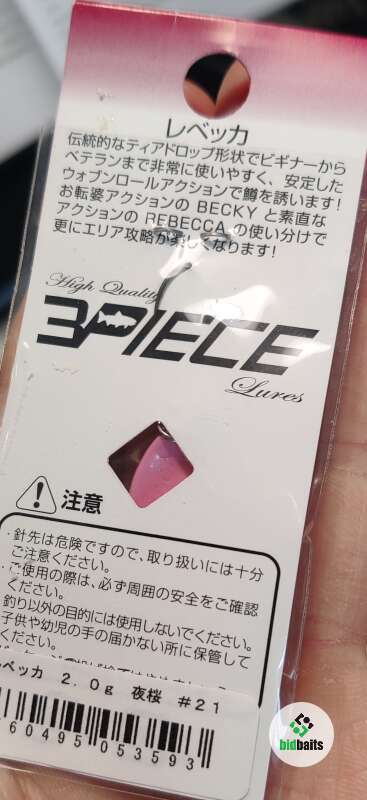 レベッカ
伝統的なティアドロップ形状でビギナーから
ベテランまで非常に使いやすく、安定した
ウォブンロールアクションで鱒を誘います!
お転婆アクションの BECKY と素直な
アクションの REBECCA の使い分けで
更にエリア攻略が楽しくなります!
High Quality
3PIECE
Lures
注意
・針先は危険ですので、取り扱いには十分
ご注意ください。
・ご使用の際は、必ず周囲の安全をご確認
ください。
釣り以外の目的には使用しないでください。
子供や幼児の手の届かない所に保管して
ください。
ベッカ 2.0g 夜桜 #21
60495 053593
bidbaits